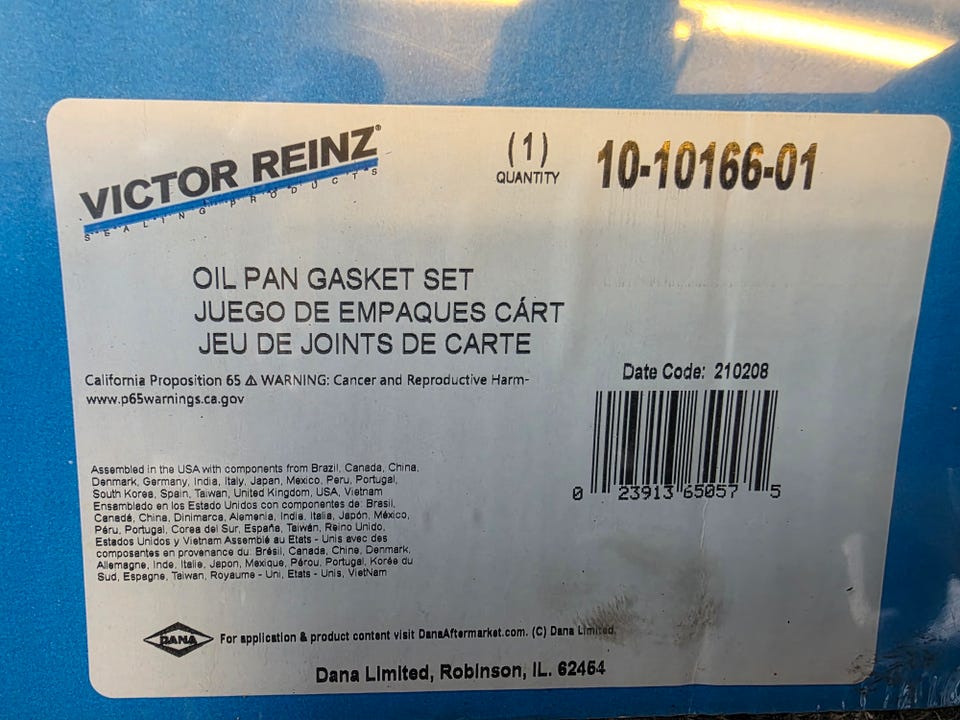 VICTOR REINZ®
SEALING PRODUCTS
(1)
QUANTITY
10-10166-01
OIL PAN GASKET SET
JUEGO DE EMPAQUES CÁRT
JEU DE JOINTS DE CARTE
California Proposition 65 ⚠ WARNING: Cancer and Reproductive Harm-
www.p65warnings.ca.gov
Date Code: 210208
0 23913 65057 5
Assembled in the USA with components from Brazil, Canada, China,
Denmark, Germany, India, Italy, Japan, Mexico, Peru, Portugal,
South Korea, Spain, Taiwan, United Kingdom, USA, Vietnam
Ensamblado en los Estado Unidos con componentes de: Brasil,
Canadá, China, Dinimarca, Alemenia, India, Italia, Japón, México,
Péru, Portugal, Corea del Sur, España, Taiwán, Reino Unido,
Estados Unidos y Vietnam Assemblé au Etats - Unis avec des
composantes en provenance du: Brésil, Canada, Chine, Denmark,
Allemagne, Inde, Italie, Japon, Mexique, Pérou, Portugal, Korée du
Sud, Espagne, Taiwan, Royaume - Uni, Etats - Unis, VietNam
DANA
For application & product content visit DanaAftermarket.com. (C) Dana Limited.
Dana Limited, Robinson, IL. 62454